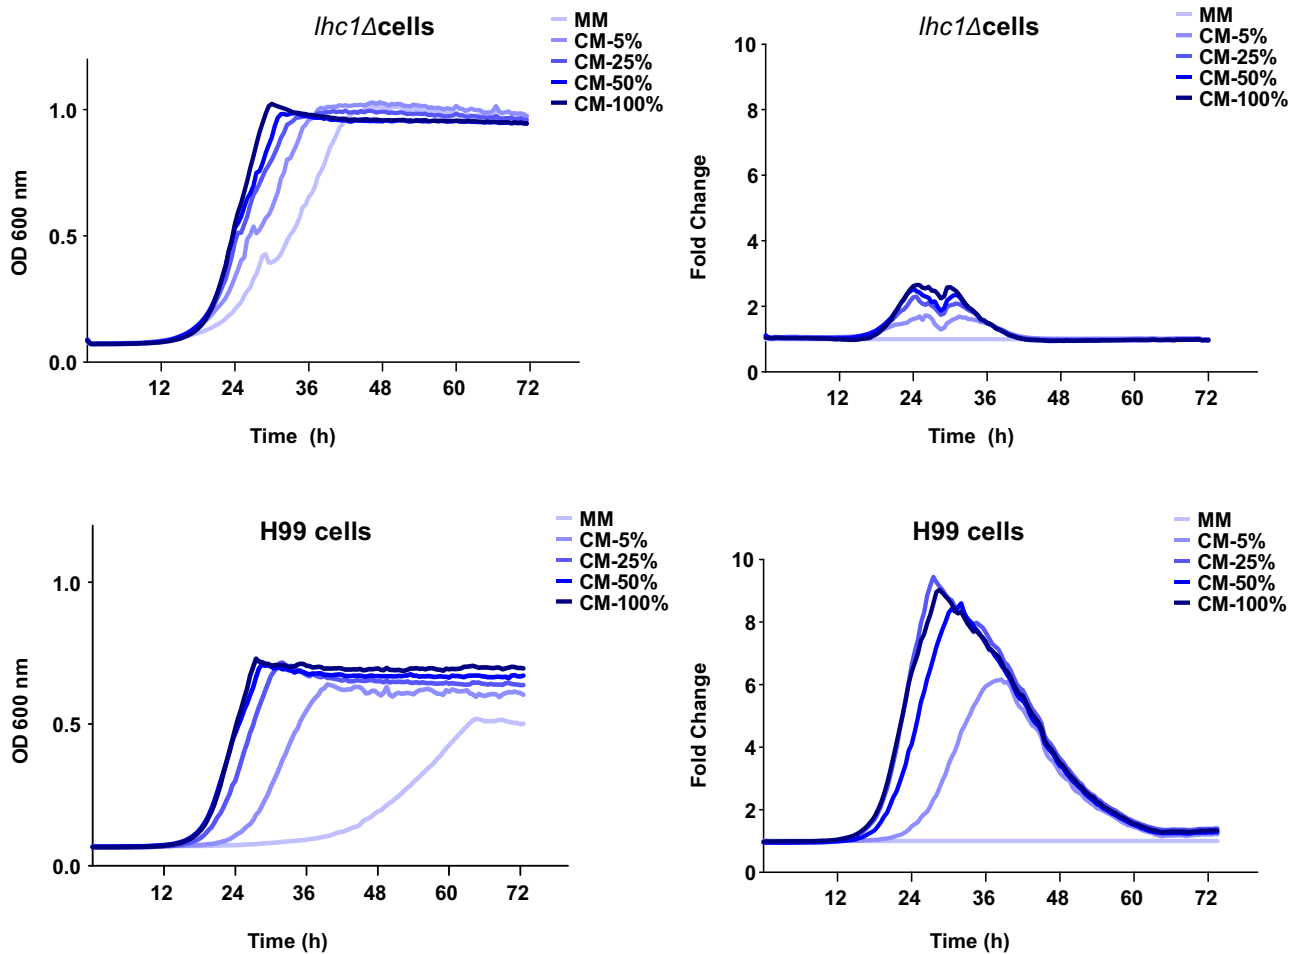 lhc1Δcells
MM
CM-5%
CM-25%
CM-50%
CM-100%
OD 600 nm
1.0
0.5
0.0
12 24 36 48 60 72
Time (h)
lhc1Δcells
MM
CM-5%
CM-25%
CM-50%
CM-100%
Fold Change
10
8
6
4
2
0
12 24 36 48 60 72
Time (h)
H99 cells
MM
CM-5%
CM-25%
CM-50%
CM-100%
OD 600 nm
1.0
0.5
0.0
12 24 36 48 60 72
Time (h)
H99 cells
MM
CM-5%
CM-25%
CM-50%
CM-100%
Fold Change
10
8
6
4
2
0
12 24 36 48 60 72
Time (h)